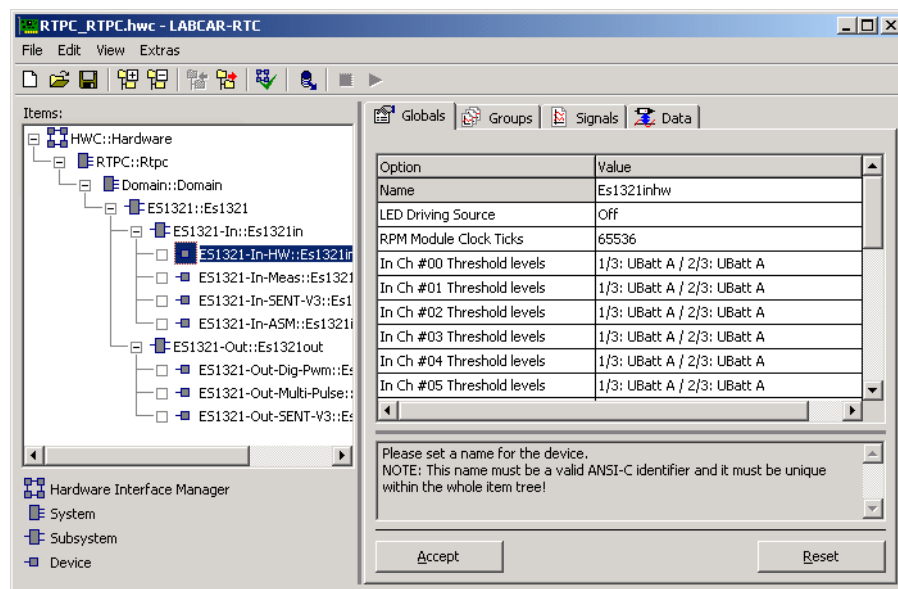 RTPC_RTPC.hwc - LABCAR-RTC
File Edit View Extras
Items:
HWC::Hardware
RTPC::Rtpc
Domain::Domain
ES1321::Es1321
ES1321-In::Es1321in
ES1321-In-HW::Es1321in
ES1321-In-Meas::Es1321
ES1321-In-SENT-V3::Es1
ES1321-In-ASM::Es1321i
ES1321-Out::Es1321out
ES1321-Out-Dig-Pwm::Es
ES1321-Out-Multi-Pulse::
ES1321-Out-SENT-V3::Es
Hardware Interface Manager
System
Subsystem
Device
Globals Groups Signals Data
Option Value
Name Es1321inhw
LED Driving Source Off
RPM Module Clock Ticks 65536
In Ch #00 Threshold levels 1/3: UBatt A / 2/3: UBatt A
In Ch #01 Threshold levels 1/3: UBatt A / 2/3: UBatt A
In Ch #02 Threshold levels 1/3: UBatt A / 2/3: UBatt A
In Ch #03 Threshold levels 1/3: UBatt A / 2/3: UBatt A
In Ch #04 Threshold levels 1/3: UBatt A / 2/3: UBatt A
In Ch #05 Threshold levels 1/3: UBatt A / 2/3: UBatt A
Please set a name for the device.
NOTE: This name must be a valid ANSI-C identifier and it must be unique
within the whole item tree!
Accept Reset